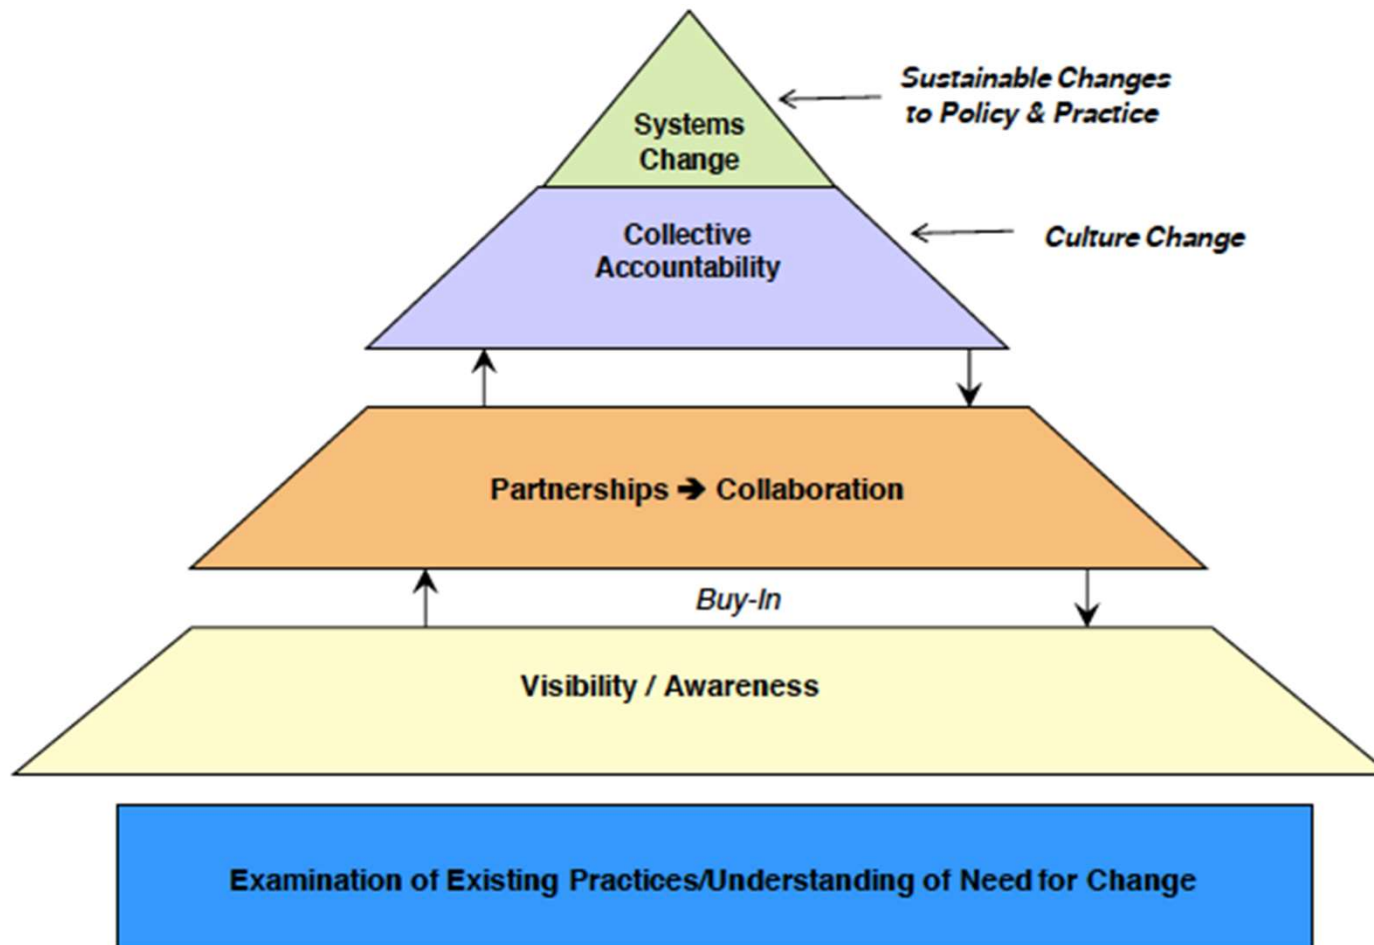 Systems
Change
Sustainable Changes
to Policy & Practice
Collective
Accountability
Culture Change
Partnerships ➔ Collaboration
Buy-In
Visibility / Awareness
Examination of Existing Practices/Understanding of Need for Change